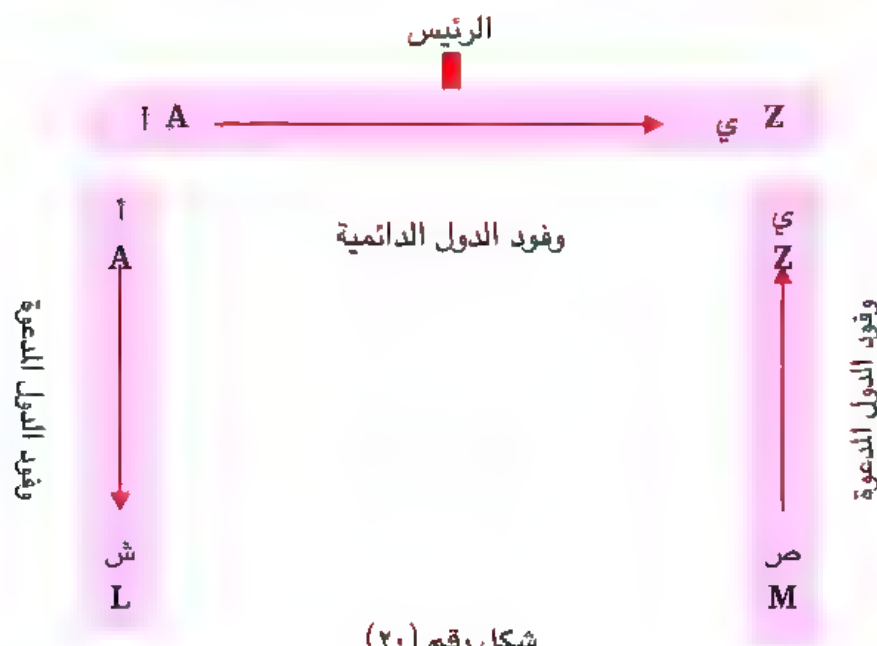 الرئيس
أ A
ي Z
أ
A
وفود الدول الدائمية
ي
Z
وفود الدول المدعوة
وفود الدول المدعوة
ش
L
ص
M
شكل رقم (٢٠)